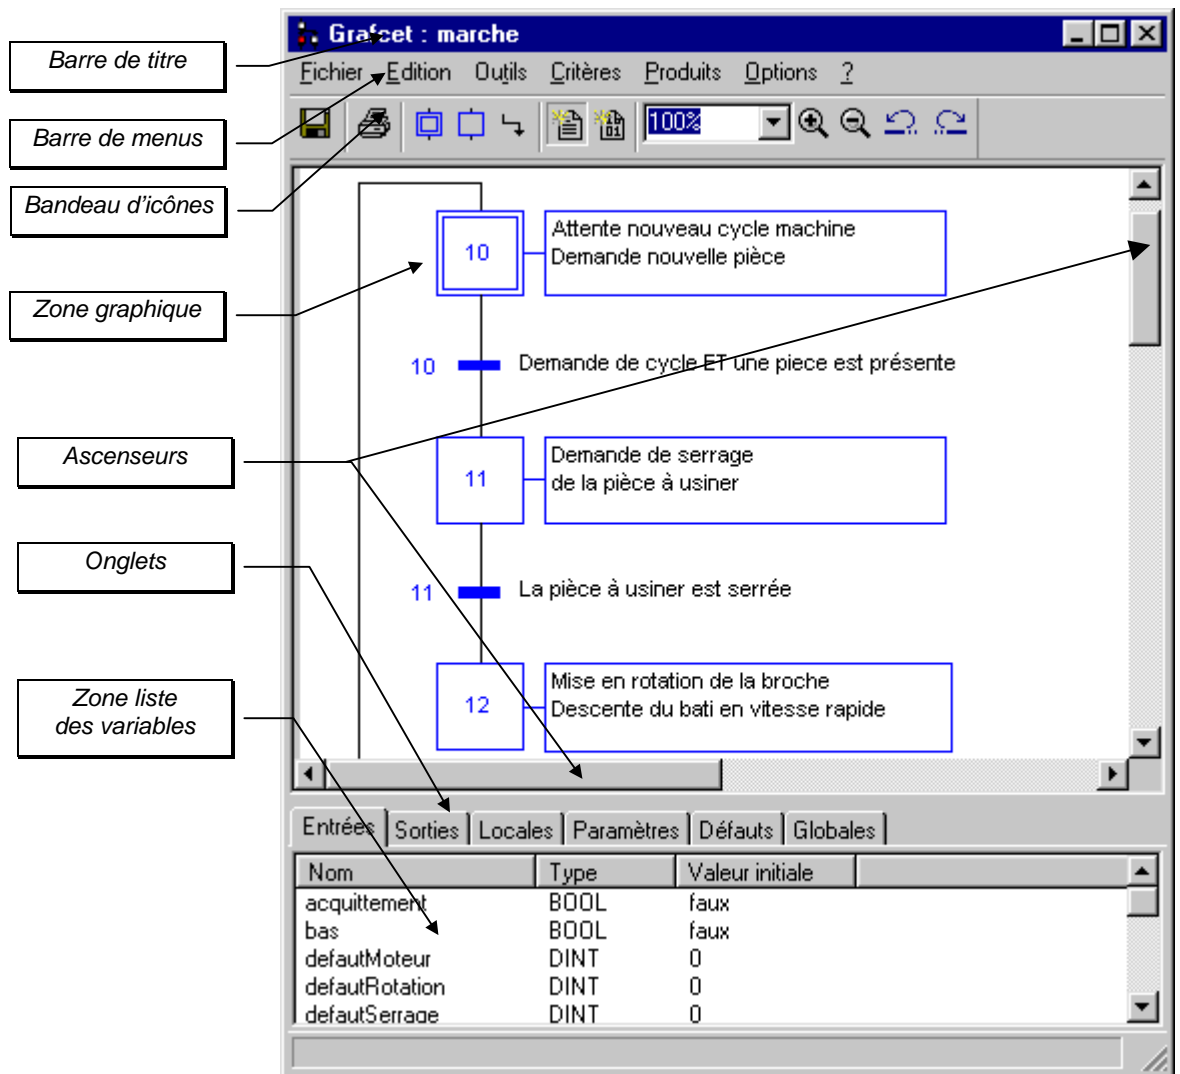 Grafcet : marche
Barre de titre
Fichier Edition Outils Critères Produits Options ?
Barre de menus
100%
Bandeau d'icônes
10
Attente nouveau cycle machine
Demande nouvelle pièce
Zone graphique
10
Demande de cycle ET une piece est présente
Ascenseurs
11
Demande de serrage
de la pièce à usiner
Onglets
11
La pièce à usiner est serrée
Zone liste
des variables
12
Mise en rotation de la broche
Descente du bati en vitesse rapide
Entrées Sorties Locales Paramètres Défauts Globales
Nom Type Valeur initiale
acquittement BOOL faux
bas BOOL faux
defautMoteur DINT 0
defautRotation DINT 0
defautSerrage DINT 0